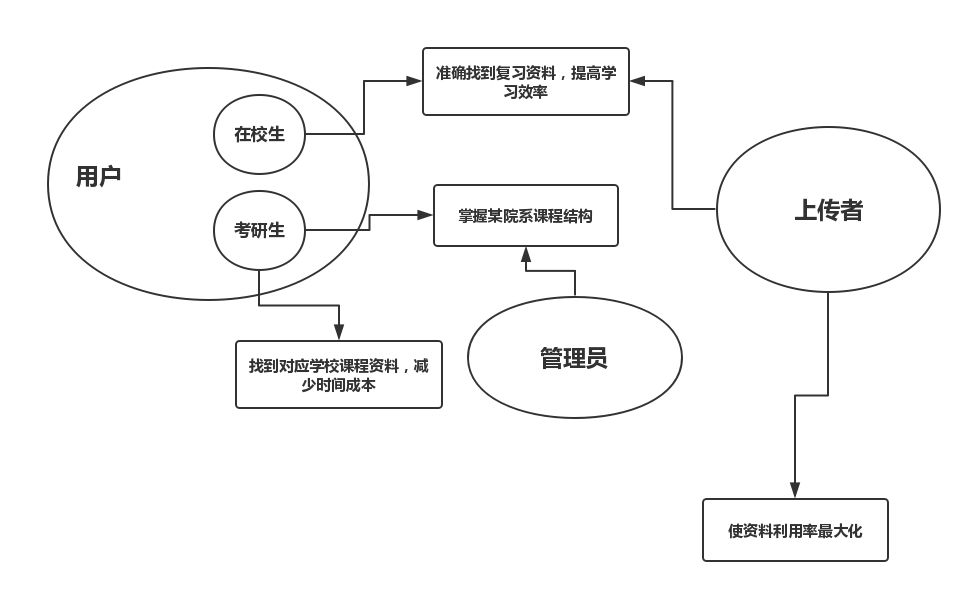 准确找到复习资料，提高学
习效率
在校生
用户
考研生
掌握某院系课程结构
上传者
管理员
找到对应学校课程资料，减
少时间成本
使资料利用率最大化